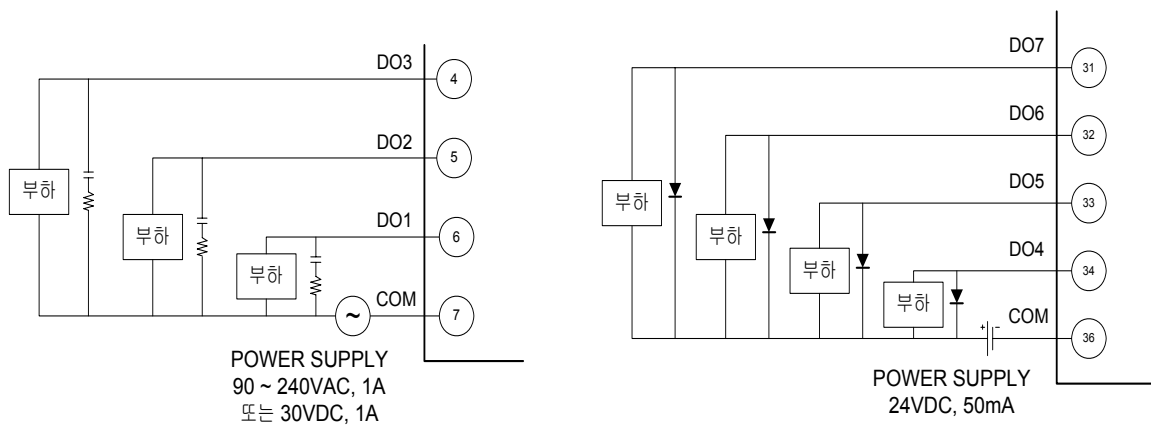 DO3
4
DO2
5
부하
부하
DO1
6
부하
COM
~
7
POWER SUPPLY
90 ~ 240VAC, 1A
또는 30VDC, 1A
DO7
31
DO6
32
부하
DO5
33
부하
부하
DO4
34
부하
COM
+ -
36
POWER SUPPLY
24VDC, 50mA